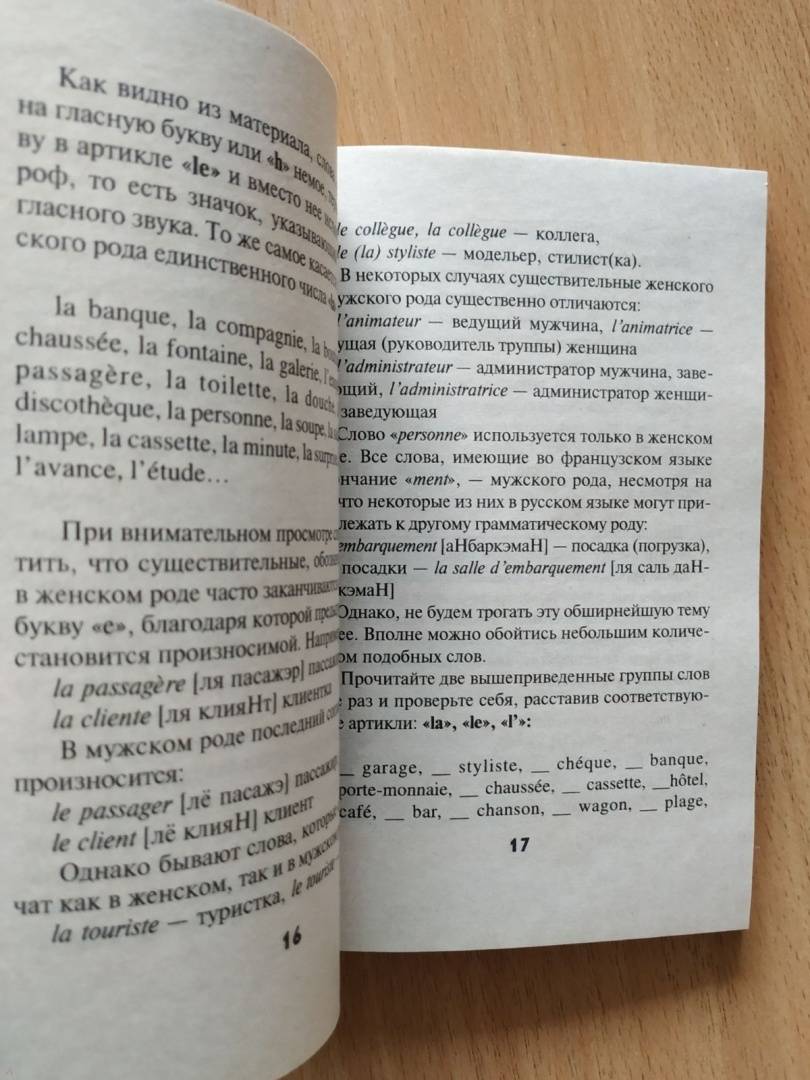 Как видно из материала, слова
на гласную букву или «h» немое,
ву в артикле «le» и вместо нее
роф, то есть значок,
гласного звука. То же самое
ского рода единственного числа
la banque, la compagnie, la
chaussée, la fontaine, la galerie,
passagère, la toilette, la douche,
discothèque, la personne, la soupe, la
lampe, la cassette, la minute, la
l'avance, l'étude...
При внимательном просмотре
тить, что существительные,
в женском роде часто
букву «е», благодаря которой
становится произносимой.
la passagère [ля пасажэр]
la cliente [ля клияНт] клиентка
В мужском роде последний
произносится:
le passager [лё пасажэ] пассажир
le client [лё клияН] клиент
Однако бывают слова,
чат как в женском, так и в мужском
la touriste — туристка, le touriste —
16
le collègue, la collègue — коллега,
le (la) styliste — модельер, стилист(ка).
В некоторых случаях существительные женского
ужского рода существенно отличаются:
l'animateur — ведущий мужчина, l'animatrice —
ущая (руководитель труппы) женщина
l'administrateur — администратор мужчина, заве-
ющий, l'administratrice — администратор женщи-
заведующая
Слово «personne» используется только в женском
е. Все слова, имеющие во французском языке
нчание «ment», — мужского рода, несмотря на
что некоторые из них в русском языке могут при-
лежать к другому грамматическому роду:
embarquement [аНбаркэмаН] — посадка (погрузка),
посадки — la salle d'embarquement [ля саль даН-
кэмаН]
Однако, не будем трогать эту обширнейшую тему
ее. Вполне можно обойтись небольшим количе-
ом подобных слов.
Прочитайте две вышеприведенные группы слов
раз и проверьте себя, расставив соответствую-
е артикли: «la», «le», «l'»:
__ garage, __ styliste, __ chéque, __ banque,
porte-monnaie, __ chaussée, __ cassette, __hôtel,
café, __ bar, __ chanson, __ wagon, __ plage,
17